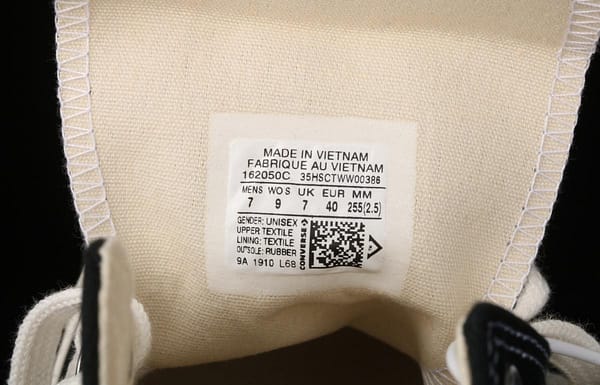 MADE IN VIETNAM
FABRIQUE AU VIETNAM
162050C 35HSCTWW00386
MENS WO'S UK EUR MM
7 9 7 40 255(2.5)
GENDER: UNISEX
UPPER TEXTILE
LINING: TEXTILE
OUTSOLE: RUBBER
9A 1910 L68
CONVERSE